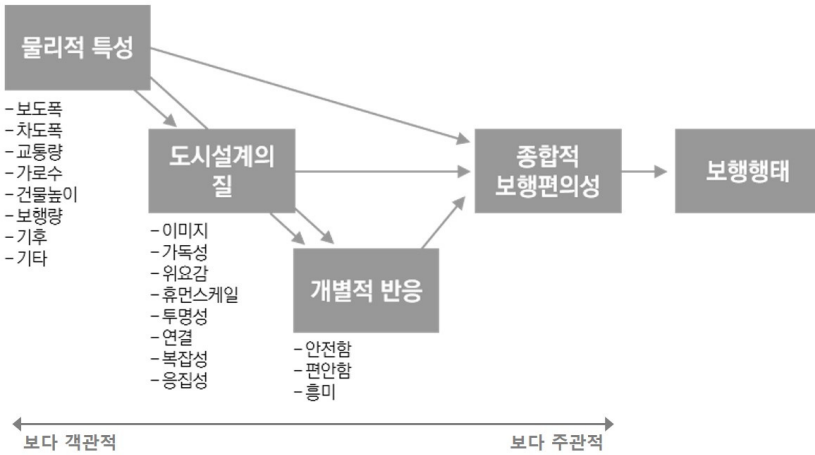 물리적 특성
- 보도폭
- 차도폭
- 교통량
- 가로수
- 건물높이
- 보행량
- 기후
- 기타
도시설계의
질
- 이미지
- 가독성
- 위요감
- 휴먼스케일
- 투명성
- 연결
- 복잡성
- 응집성
개별적 반응
- 안전함
- 편안함
- 흥미
종합적
보행편의성
보행행태
보다 객관적
보다 주관적